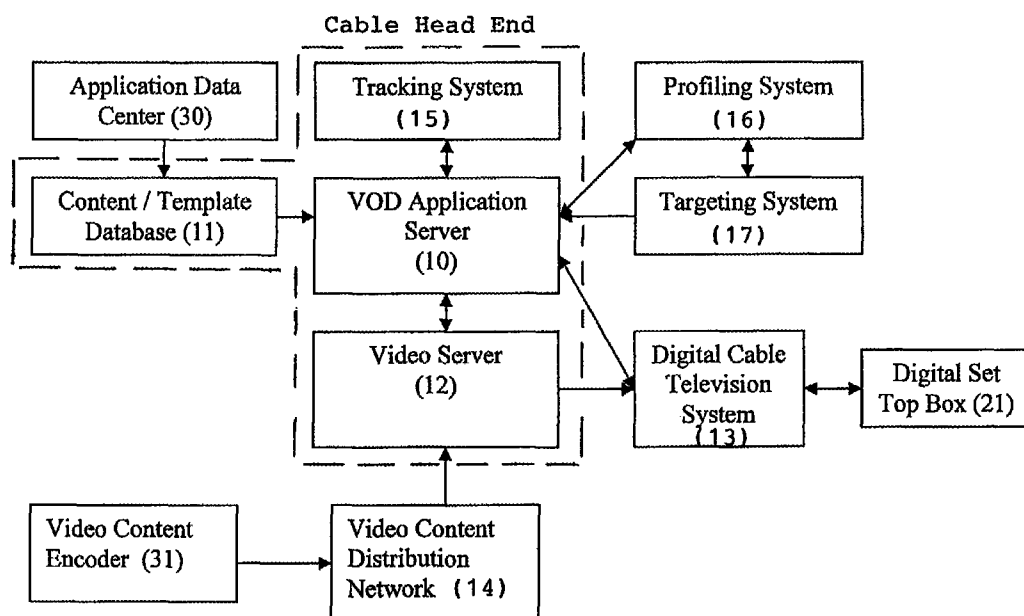 Cable Head End
Application Data
Center (30)
Tracking System
(15)
Profiling System
(16)
Content / Template
Database (11)
VOD Application
Server
(10)
Targeting System
(17)
Video Server
(12)
Digital Cable
Television
System
(13)
Digital Set
Top Box (21)
Video Content
Encoder (31)
Video Content
Distribution
Network (14)